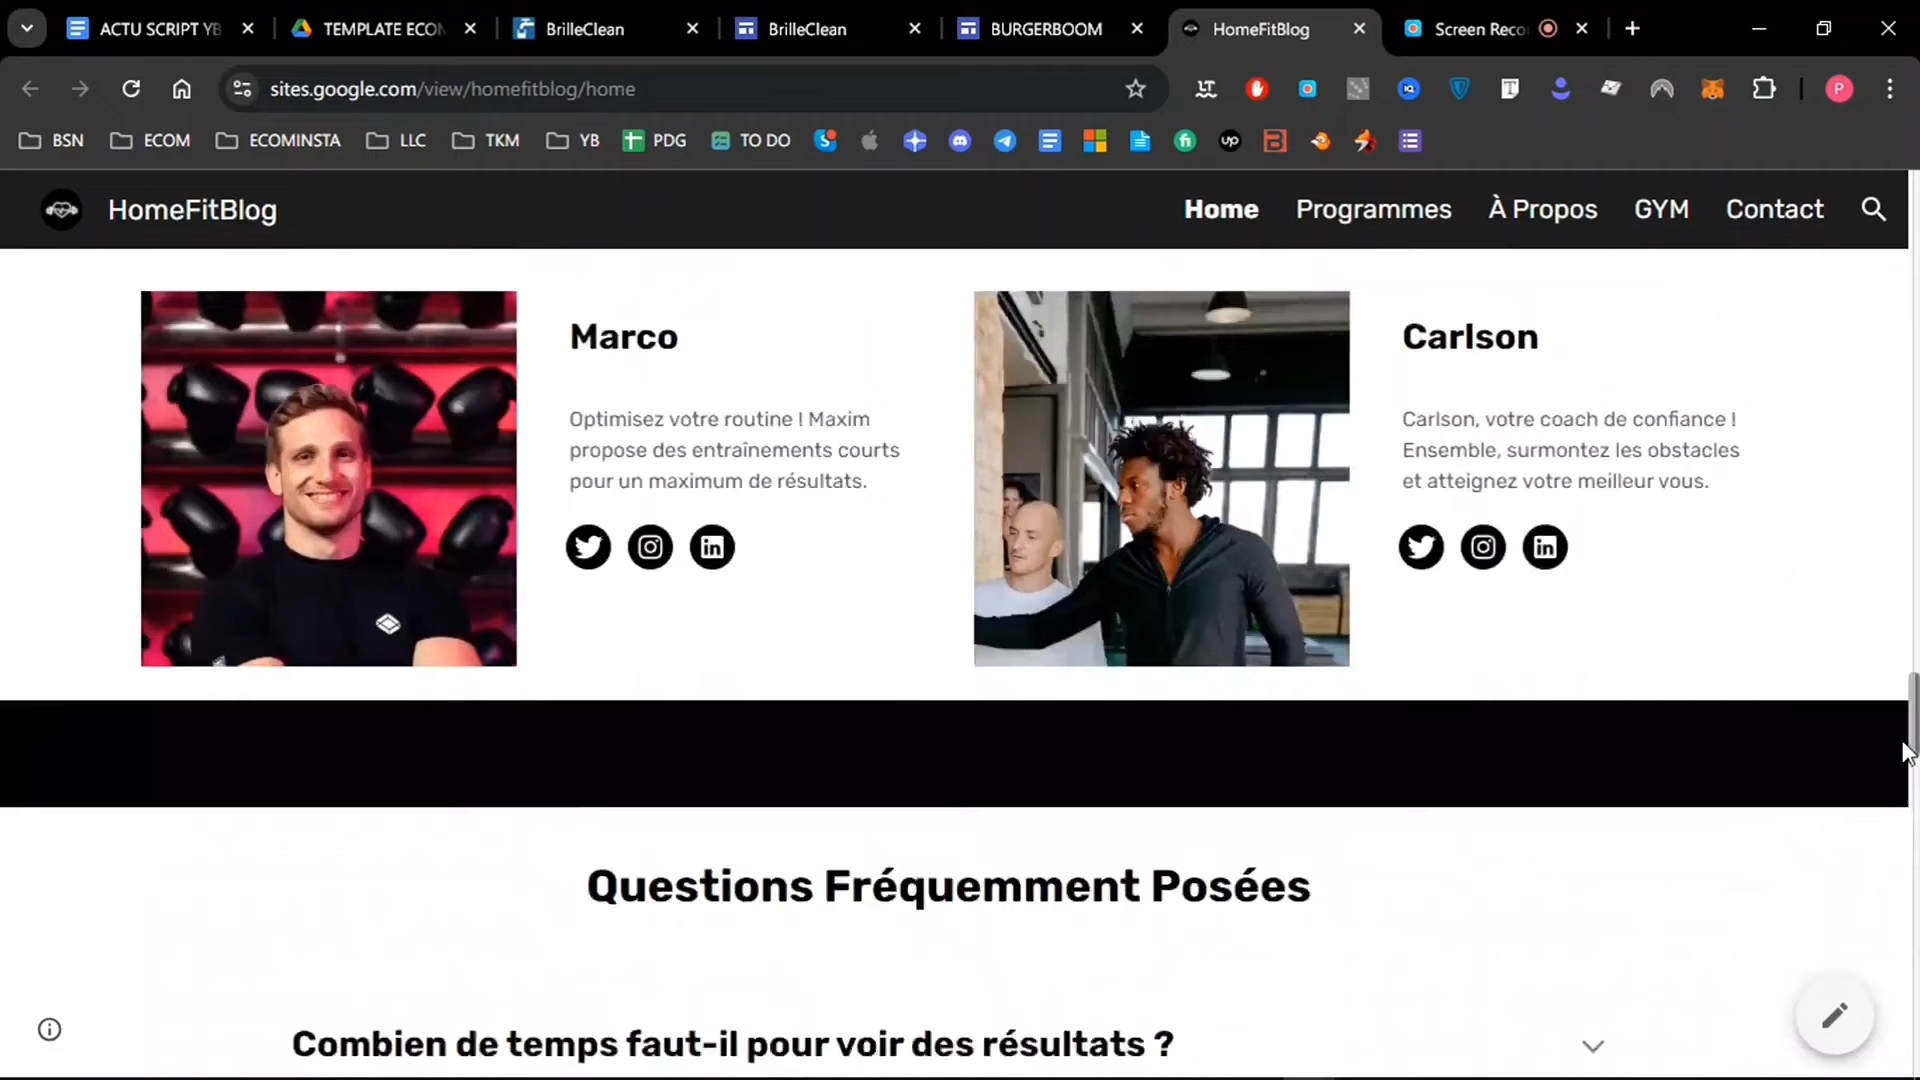 ACTU SCRIPT YB
TEMPLATE ECOM
BrilleClean
BrilleClean
BURGERBOOM
HomeFitBlog
Screen Reco
sites.google.com/view/homefitblog/home
BSN
ECOM
ECOMINSTA
LLC
TKM
YB
PDG
TO DO
HomeFitBlog
Home
Programmes
À Propos
GYM
Contact
Marco
Optimisez votre routine ! Maxim
propose des entraînements courts
pour un maximum de résultats.
Carlson
Carlson, votre coach de confiance !
Ensemble, surmontez les obstacles
et atteignez votre meilleur vous.
Questions Fréquemment Posées
Combien de temps faut-il pour voir des résultats ?